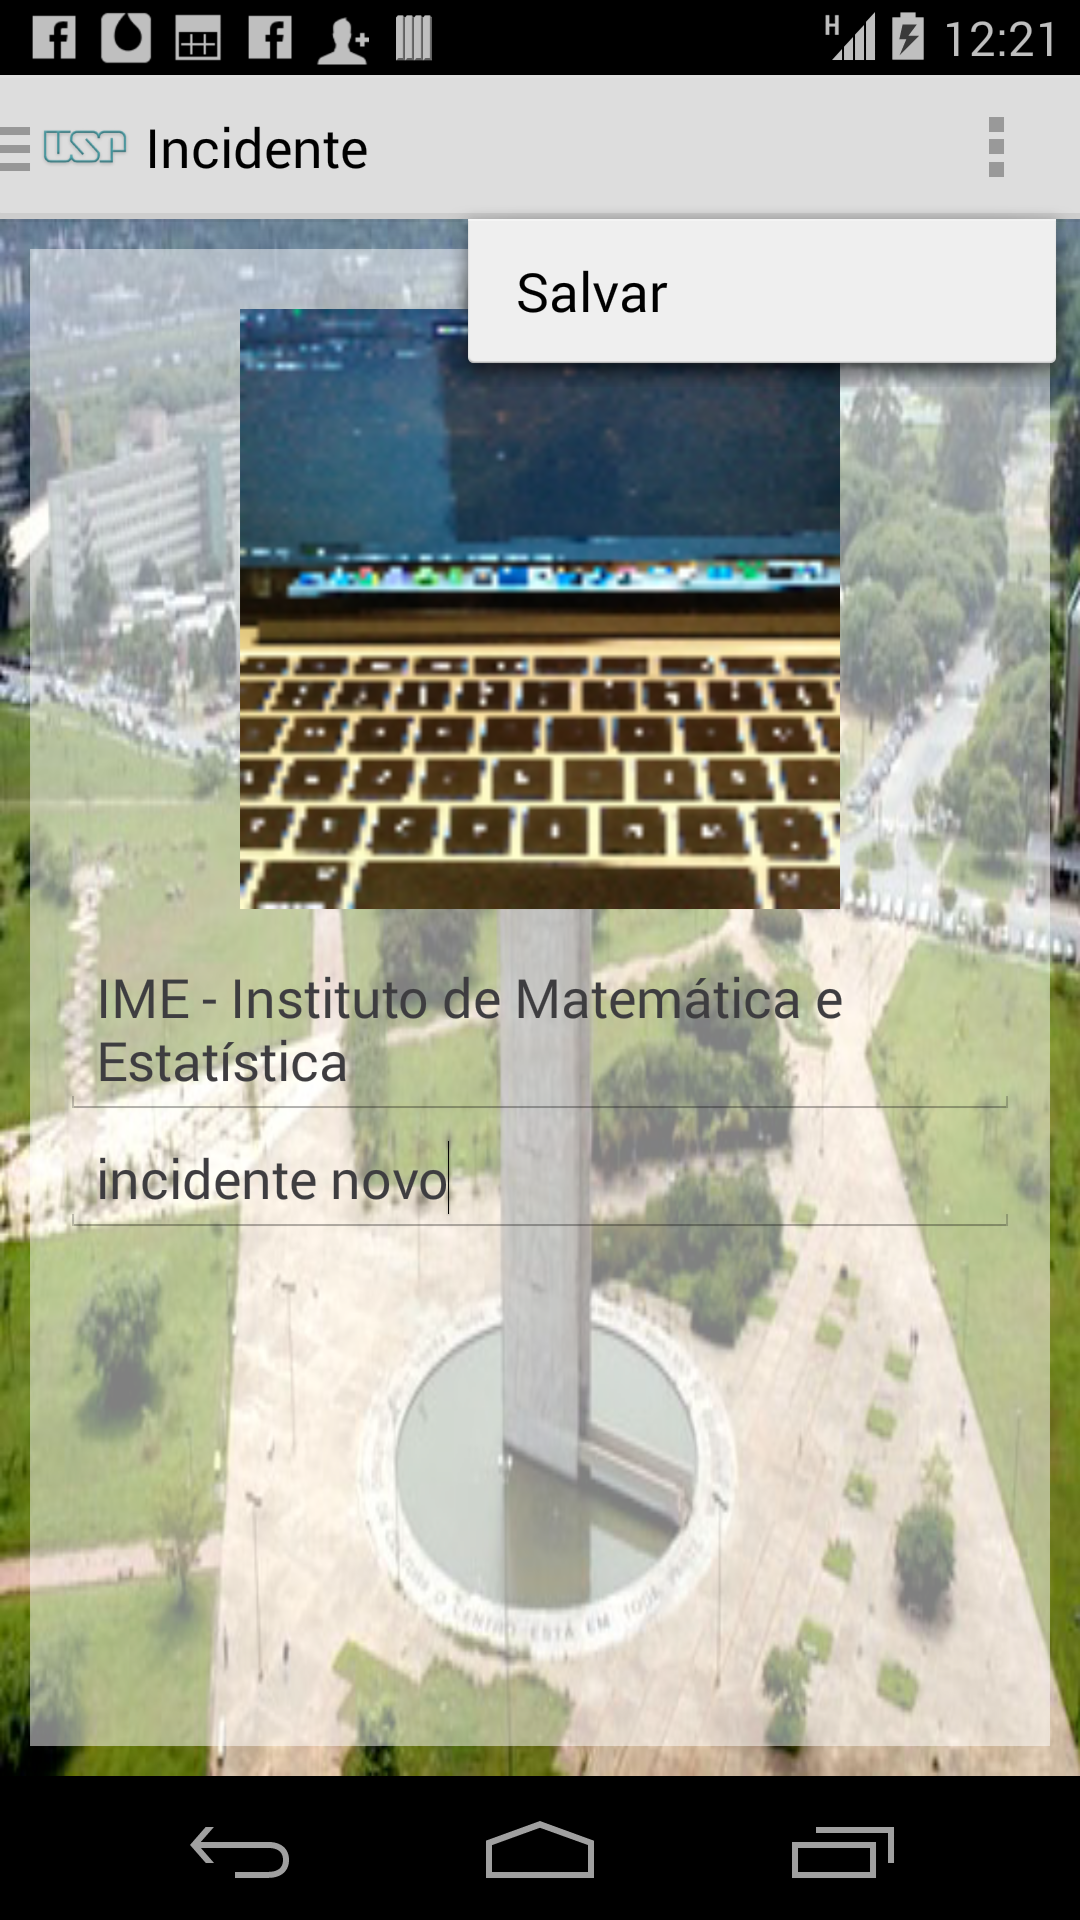 12:21
USP Incidente
Salvar
IME - Instituto de Matemática e
Estatística
incidente novo